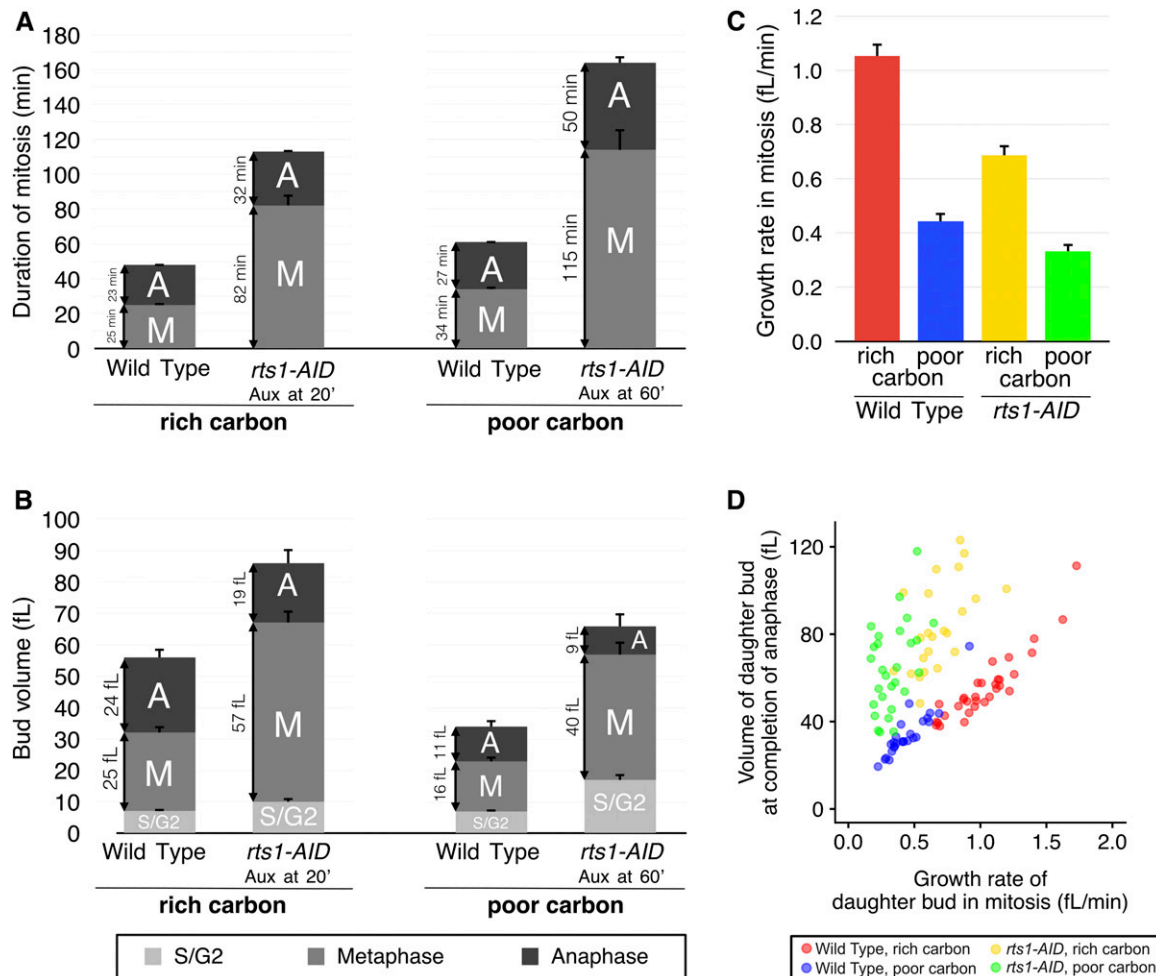 A
Duration of mitosis (min)
180
160
140
120
100
80
60
40
20
0
23 min
25 min
A
M
32 min
82 min
A
M
27 min
34 min
A
M
50 min
115 min
A
M
Wild Type
rts1-AID
Aux at 20’
Wild Type
rts1-AID
Aux at 60’
rich carbon
poor carbon
B
Bud volume (fL)
100
90
80
70
60
50
40
30
20
10
0
24 fL
25 fL
A
M
S/G2
19 fL
57 fL
A
M
S/G2
11 fL
16 fL
A
M
S/G2
9 fL
40 fL
A
M
S/G2
Wild Type
rts1-AID
Aux at 20’
Wild Type
rts1-AID
Aux at 60’
rich carbon
poor carbon
S/G2
Metaphase
Anaphase
C
Growth rate in mitosis (fL/min)
1.2
1.0
0.8
0.6
0.4
0.2
0.0
rich poor
carbon
rich poor
carbon
Wild Type
rts1-AID
D
Volume of daughter bud
at completion of anaphase (fL)
120
80
40
0
0.0 0.5 1.0 1.5 2.0
Growth rate of
daughter bud in mitosis (fL/min)
Wild Type, rich carbon
rts1-AID, rich carbon
Wild Type, poor carbon
rts1-AID, poor carbon